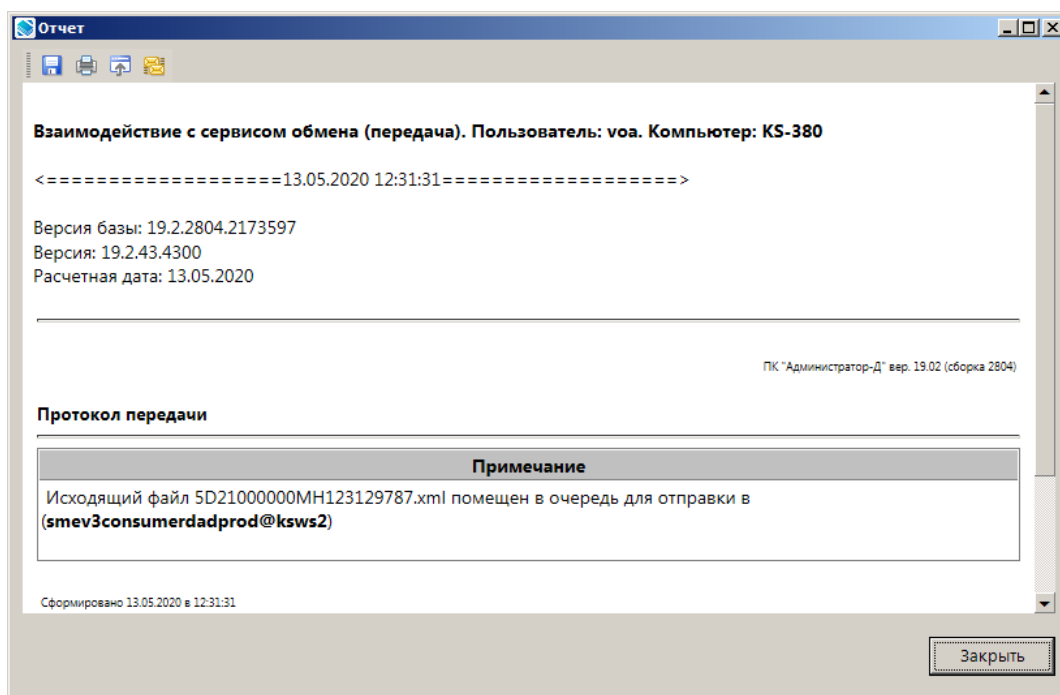 Отчет
Взаимодействие с сервисом обмена (передача). Пользователь: voa. Компьютер: KS-380
<===================13.05.2020 12:31:31===================>
Версия базы: 19.2.2804.2173597
Версия: 19.2.43.4300
Расчетная дата: 13.05.2020
ПК "Администратор-Д" вер. 19.02 (сборка 2804)
Протокол передачи
Примечание
Исходящий файл 5D21000000MH123129787.xml помещен в очередь для отправки в
(smev3consumerdadprod@ksws2)
Сформировано 13.05.2020 в 12:31:31
Закрыть